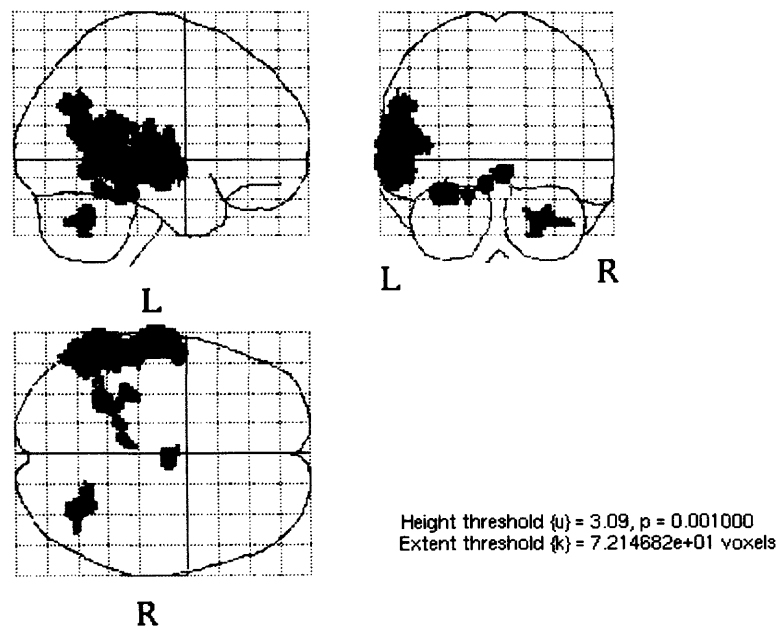 L
L R
R
Height threshold {u} = 3.09, p = 0.001000
Extent threshold {k} = 7.214682e+01 voxels